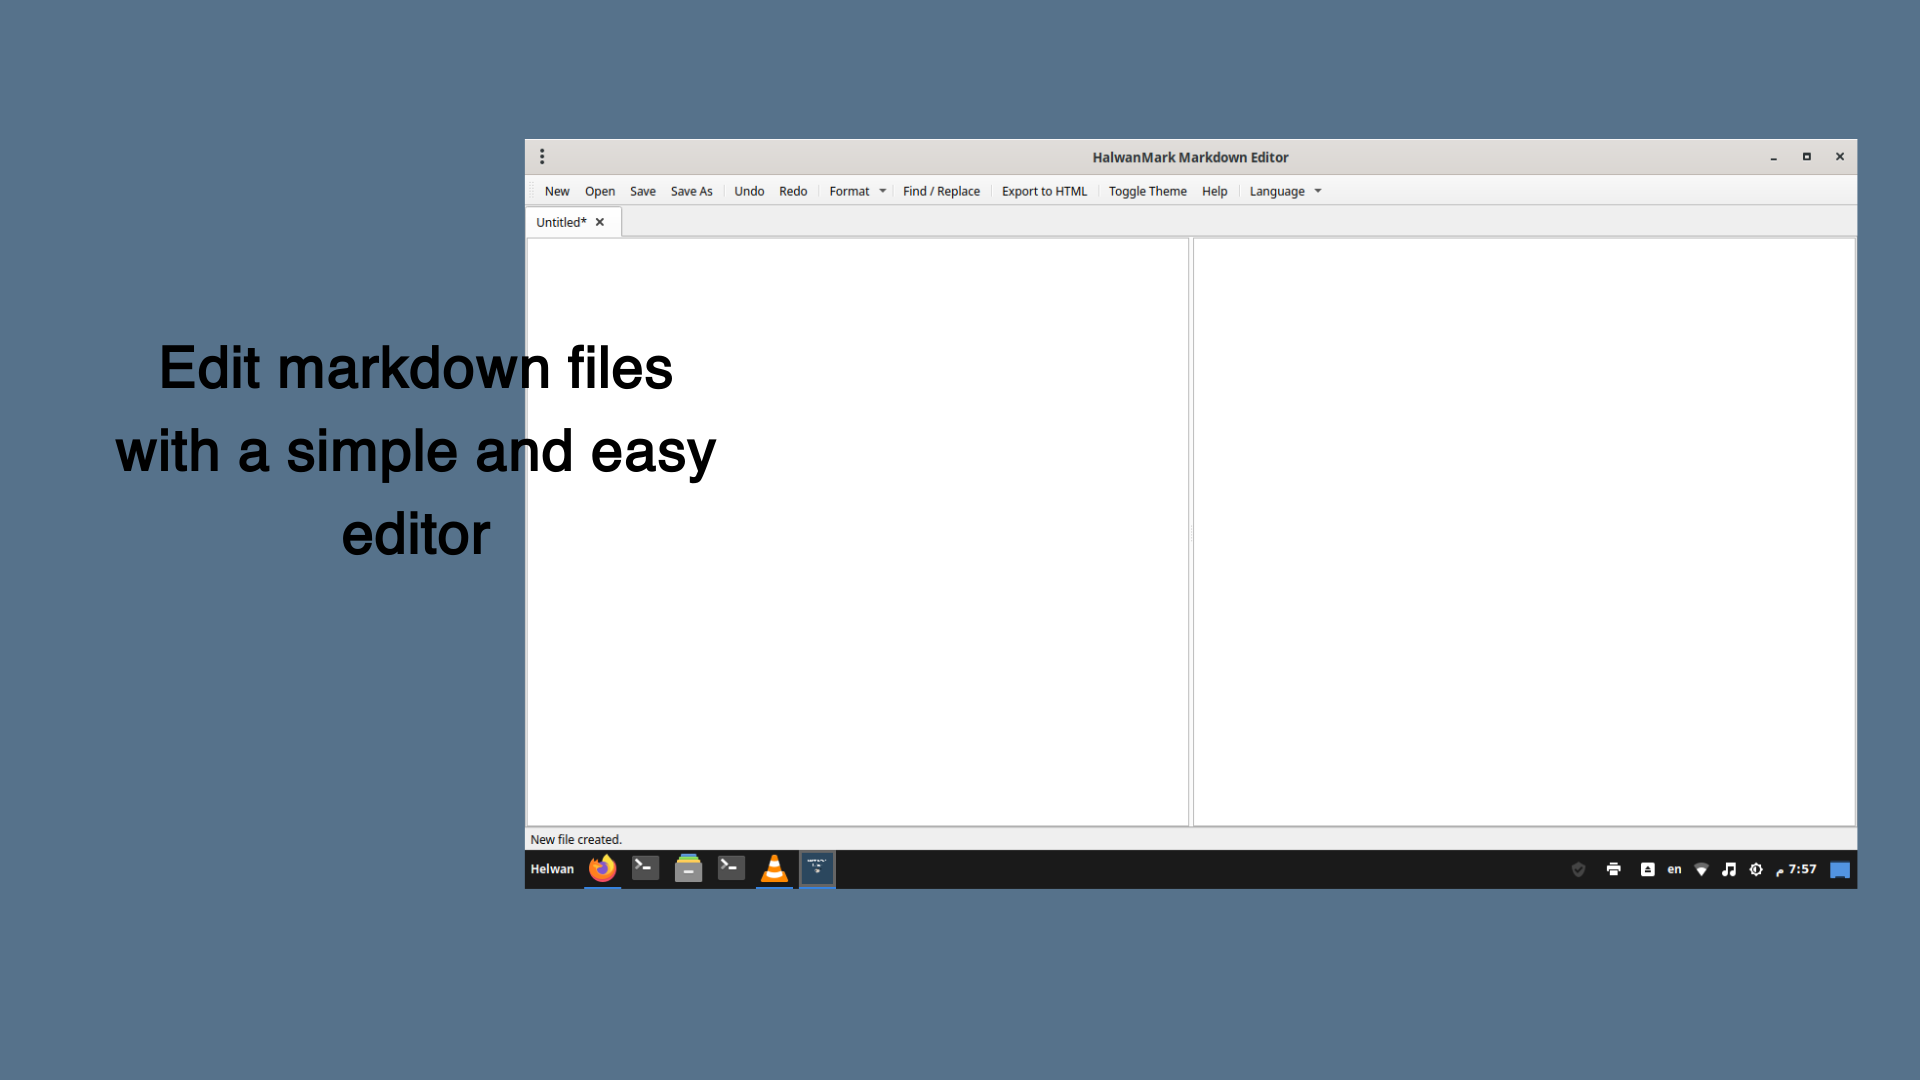 HalwanMark Markdown Editor
New Open Save Save As Undo Redo Format Find / Replace Export to HTML Toggle Theme Help Language
Untitled*
Edit markdown files
with a simple and easy
editor
New file created.
Helwan en م 7:57